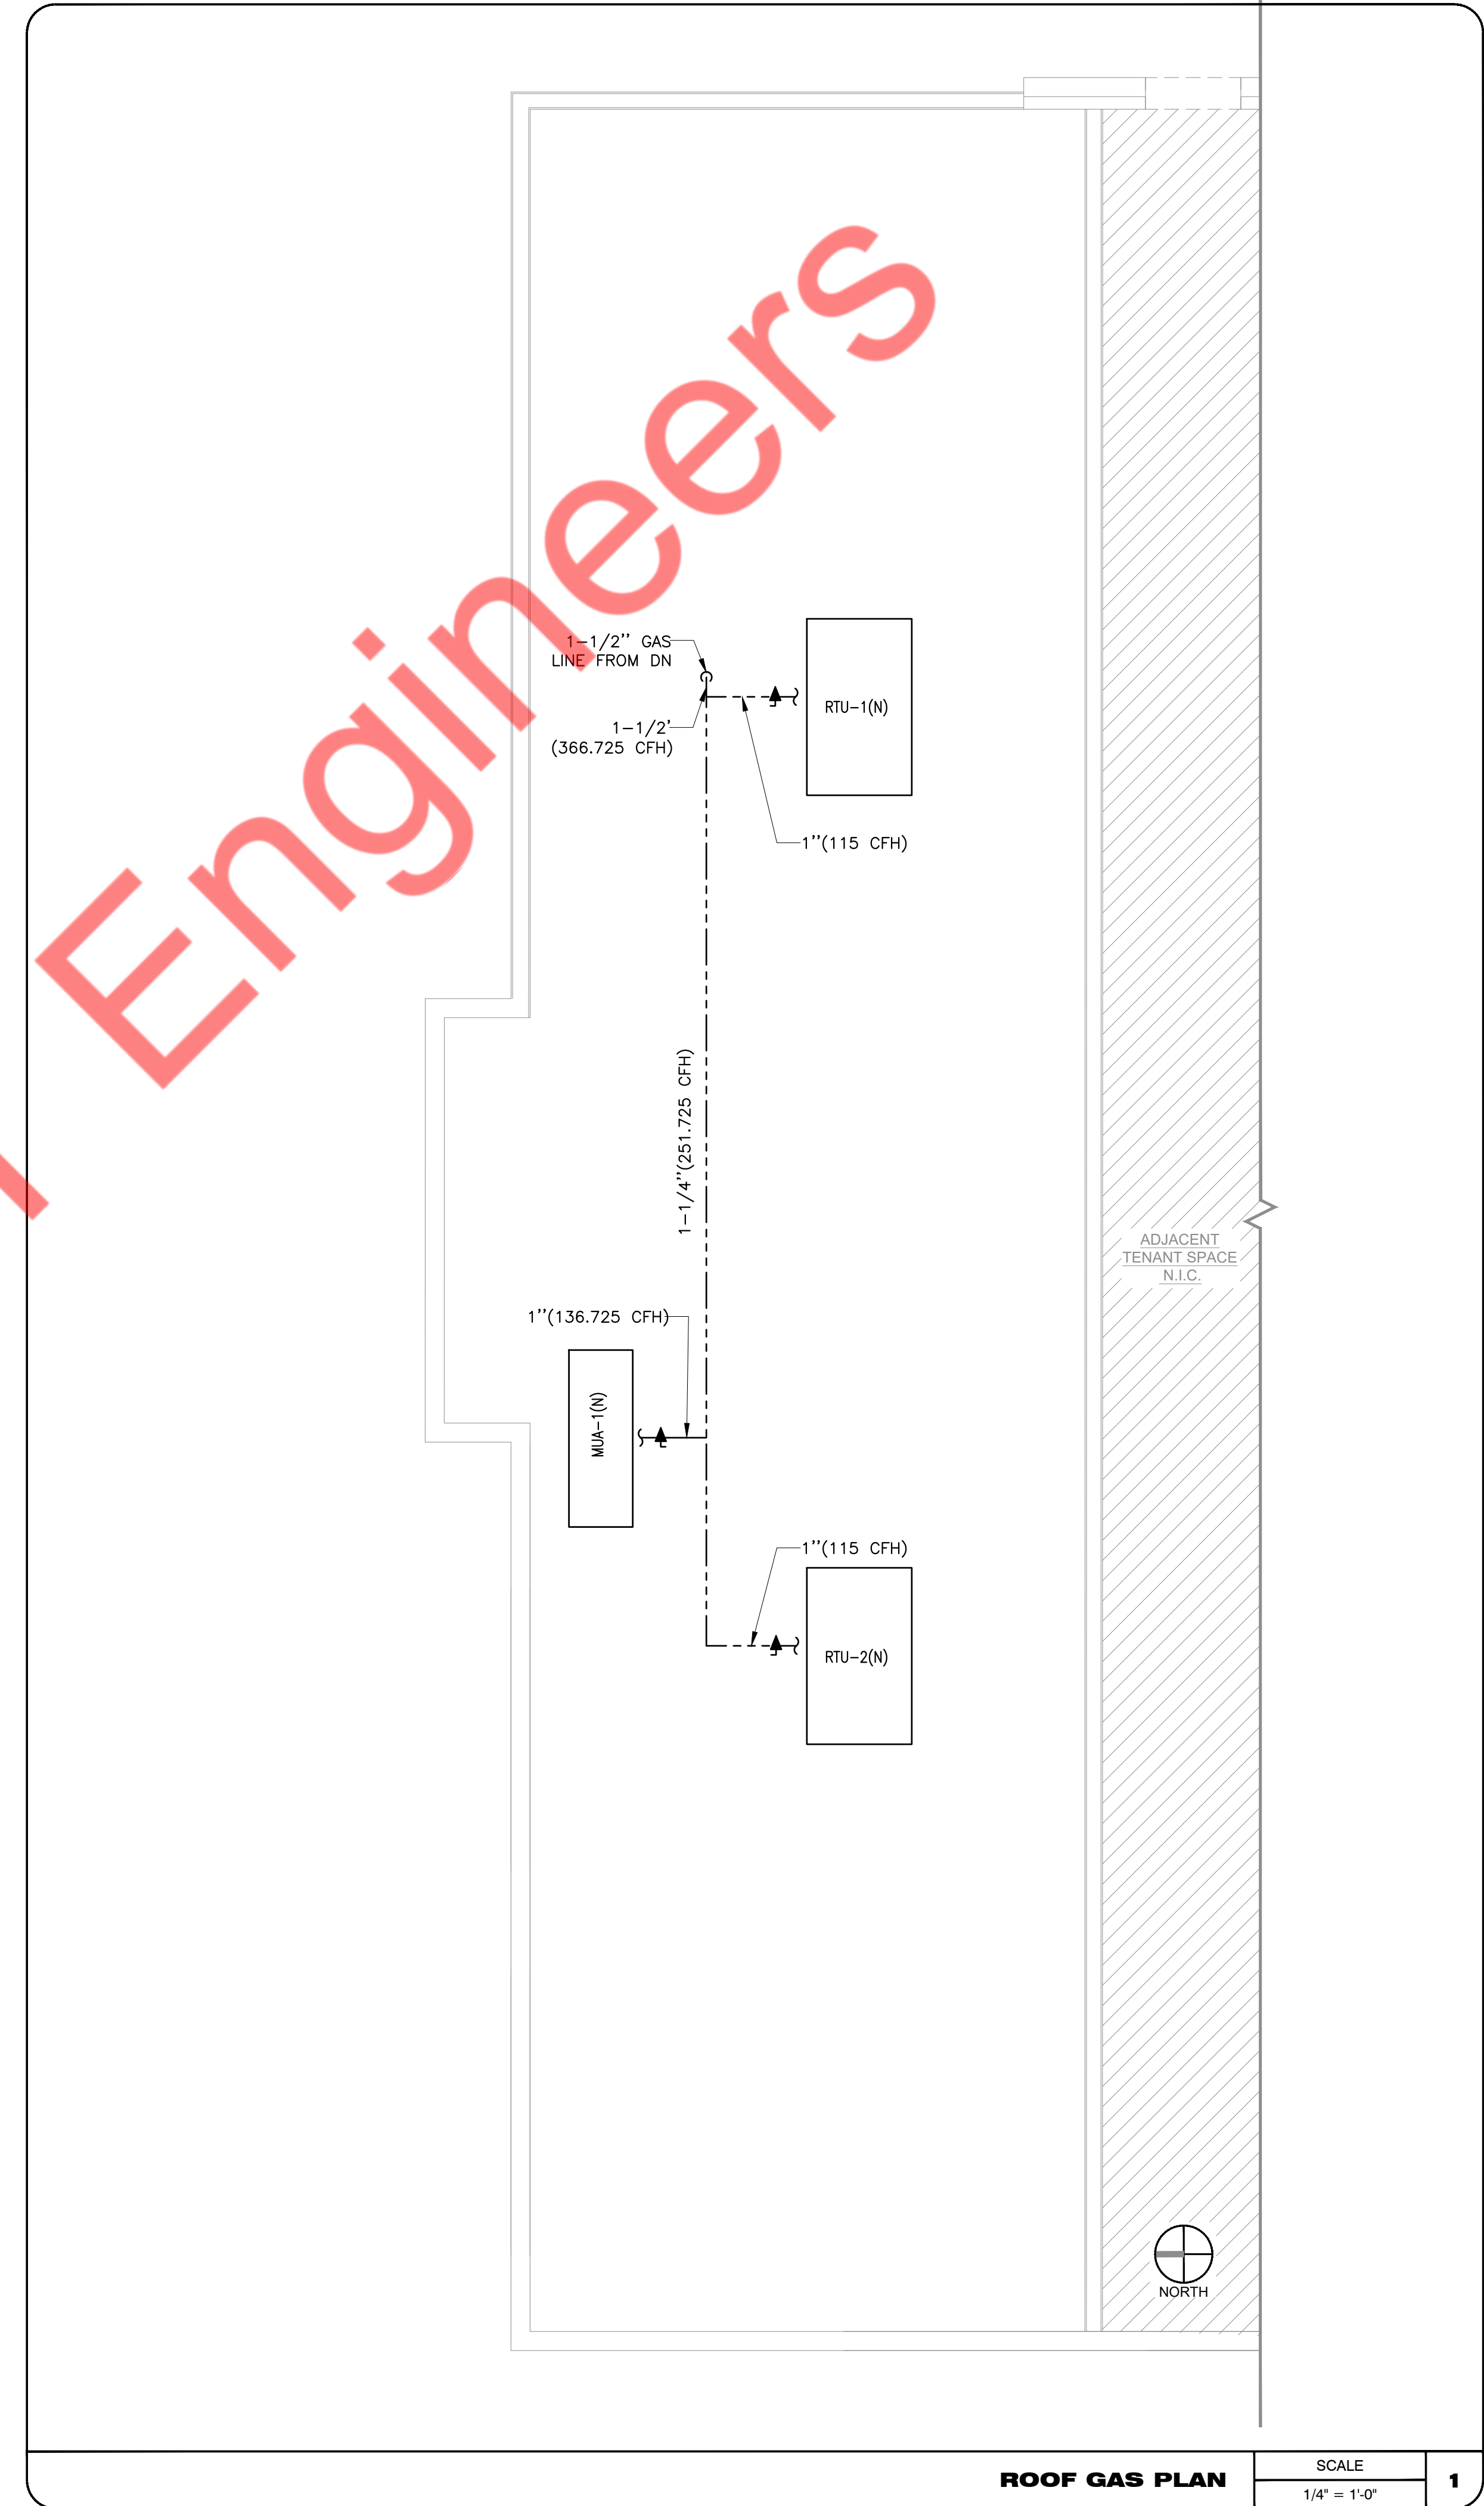 Engineers
1-1/2'' GAS
LINE FROM DN
1-1/2'
(366.725 CFH)
RTU-1(N)
1''(115 CFH)
1-1/4''(251.725 CFH)
ADJACENT
TENANT SPACE
N.I.C.
1''(136.725 CFH)
MUA-1(N)
1''(115 CFH)
RTU-2(N)
NORTH
ROOF GAS PLAN
SCALE
1/4" = 1'-0"
1